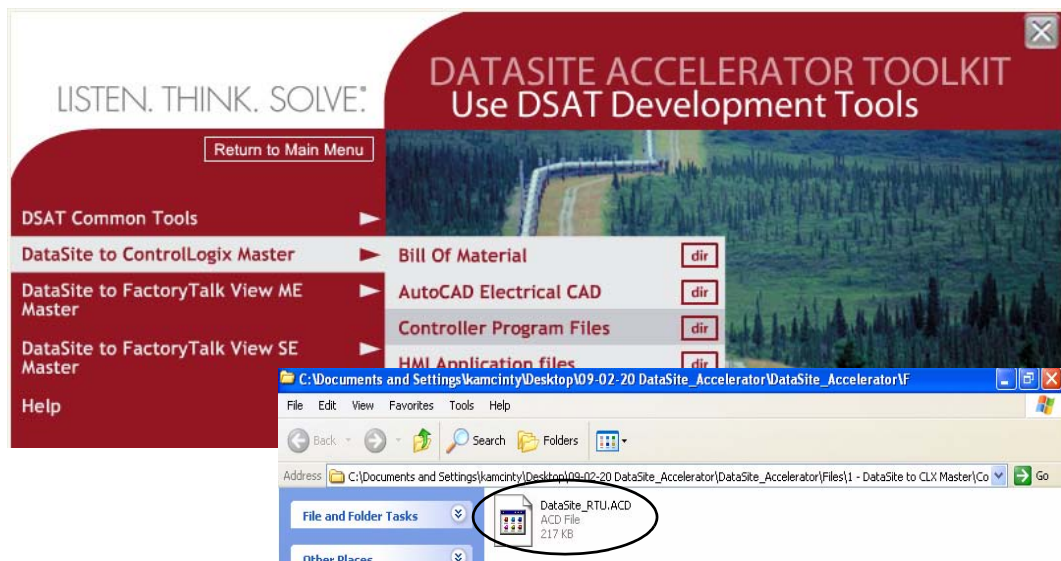 LISTEN. THINK. SOLVE.®
DATASITE ACCELERATOR TOOLKIT
Use DSAT Development Tools
Return to Main Menu
DSAT Common Tools
DataSite to ControlLogix Master
DataSite to FactoryTalk View ME
Master
DataSite to FactoryTalk View SE
Master
Help
Bill Of Material dir
AutoCAD Electrical CAD dir
Controller Program Files dir
HMI Application files dir
C:\Documents and Settings\kamcinty\Desktop\09-02-20 DataSite_Accelerator\DataSite_Accelerator\F
File Edit View Favorites Tools Help
Back Search Folders
Address C:\Documents and Settings\kamcinty\Desktop\09-02-20 DataSite_Accelerator\DataSite_Accelerator\Files\1 - DataSite to CLX Master\Co Go
File and Folder Tasks
Other Places
DataSite_RTU.ACD
ACD File
217 KB